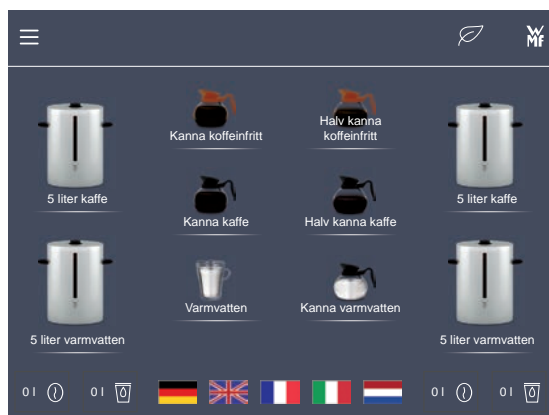 WMF
Kanna koffeinfritt
Halv kanna
koffeinfritt
5 liter kaffe
5 liter kaffe
Kanna kaffe
Halv kanna kaffe
Varmvatten
Kanna varmvatten
5 liter varmvatten
5 liter varmvatten
0 l
0 l
0 l
0 l